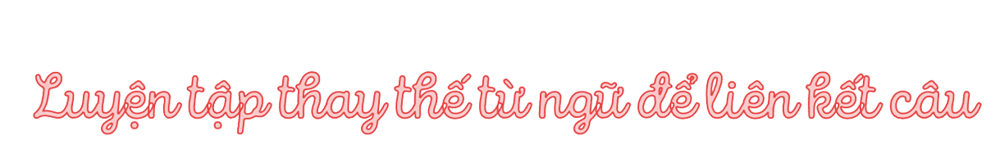 Luyện tập thay thế từ ngữ để liên kết câu